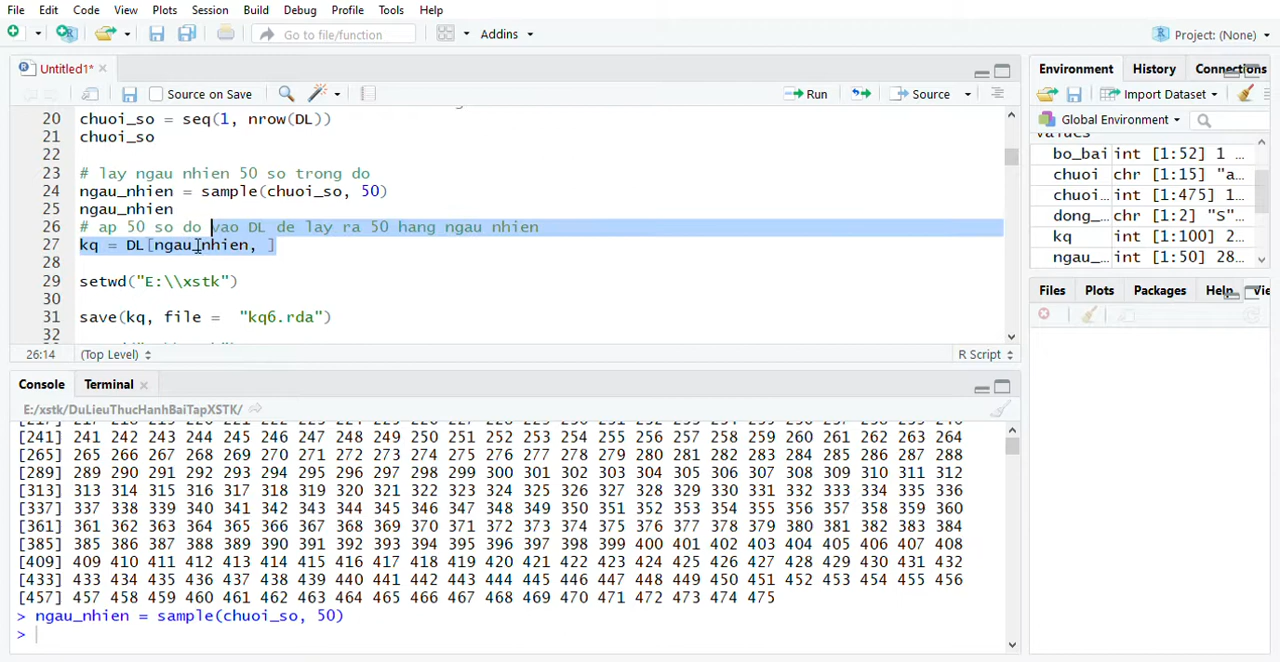 File Edit Code View Plots Session Build Debug Profile Tools Help
Go to file/function Addins Project: (None)
Untitled1*
Source on Save Run Source
20 chuoi_so = seq(1, nrow(DL))
21 chuoi_so
22
23 # lay ngau nhien 50 so trong do
24 ngau_nhien = sample(chuoi_so, 50)
25 ngau_nhien
26 # ap 50 so do vao DL de lay ra 50 hang ngau nhien
27 kq = DL[ngau_nhien, ]
28
29 setwd("E:\\xstk")
30
31 save(kq, file =  "kq6.rda")
32
26:14 (Top Level) R Script
Console Terminal
E:/xstk/DuLieuThucHanhBaiTapXSTK/
[241] 241 242 243 244 245 246 247 248 249 250 251 252 253 254 255 256 257 258 259 260 261 262 263 264
[265] 265 266 267 268 269 270 271 272 273 274 275 276 277 278 279 280 281 282 283 284 285 286 287 288
[289] 289 290 291 292 293 294 295 296 297 298 299 300 301 302 303 304 305 306 307 308 309 310 311 312
[313] 313 314 315 316 317 318 319 320 321 322 323 324 325 326 327 328 329 330 331 332 333 334 335 336
[337] 337 338 339 340 341 342 343 344 345 346 347 348 349 350 351 352 353 354 355 356 357 358 359 360
[361] 361 362 363 364 365 366 367 368 369 370 371 372 373 374 375 376 377 378 379 380 381 382 383 384
[385] 385 386 387 388 389 390 391 392 393 394 395 396 397 398 399 400 401 402 403 404 405 406 407 408
[409] 409 410 411 412 413 414 415 416 417 418 419 420 421 422 423 424 425 426 427 428 429 430 431 432
[433] 433 434 435 436 437 438 439 440 441 442 443 444 445 446 447 448 449 450 451 452 453 454 455 456
[457] 457 458 459 460 461 462 463 464 465 466 467 468 469 470 471 472 473 474 475
> ngau_nhien = sample(chuoi_so, 50)
>
Environment History Connections
Import Dataset
Global Environment
values
bo_bai int [1:52] 1 …
chuoi chr [1:15] "a…
chuoi… int [1:475] 1…
dong_… chr [1:2] "S"…
kq int [1:100] 2…
ngau_… int [1:50] 28…
Files Plots Packages Help Vie